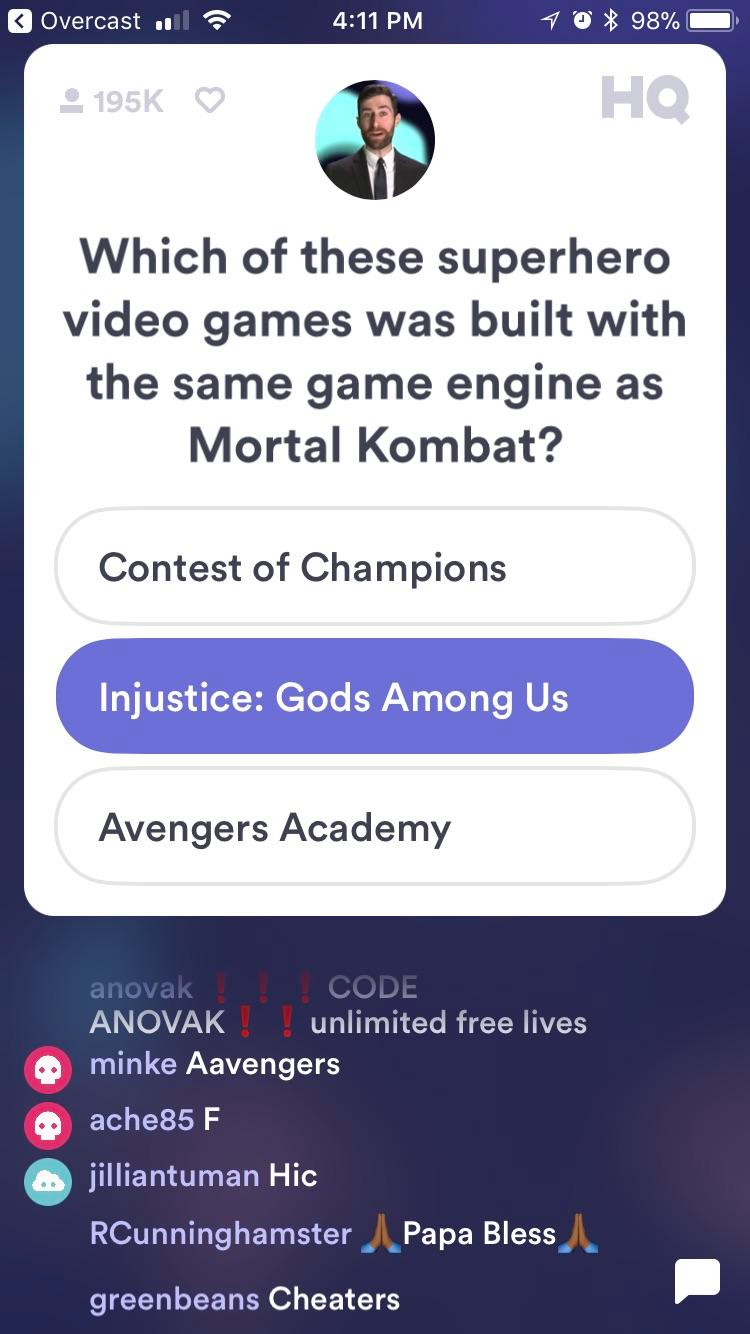 Overcast 4:11 PM 98%
195K HQ
Which of these superhero
video games was built with
the same game engine as
Mortal Kombat?
Contest of Champions
Injustice: Gods Among Us
Avengers Academy
anovak❗❗❗CODE
ANOVAK❗❗unlimited free lives
minke Aavengers
ache85 F
jilliantuman Hic
RCunninghamster 🙏🏾Papa Bless🙏🏾
greenbeans Cheaters